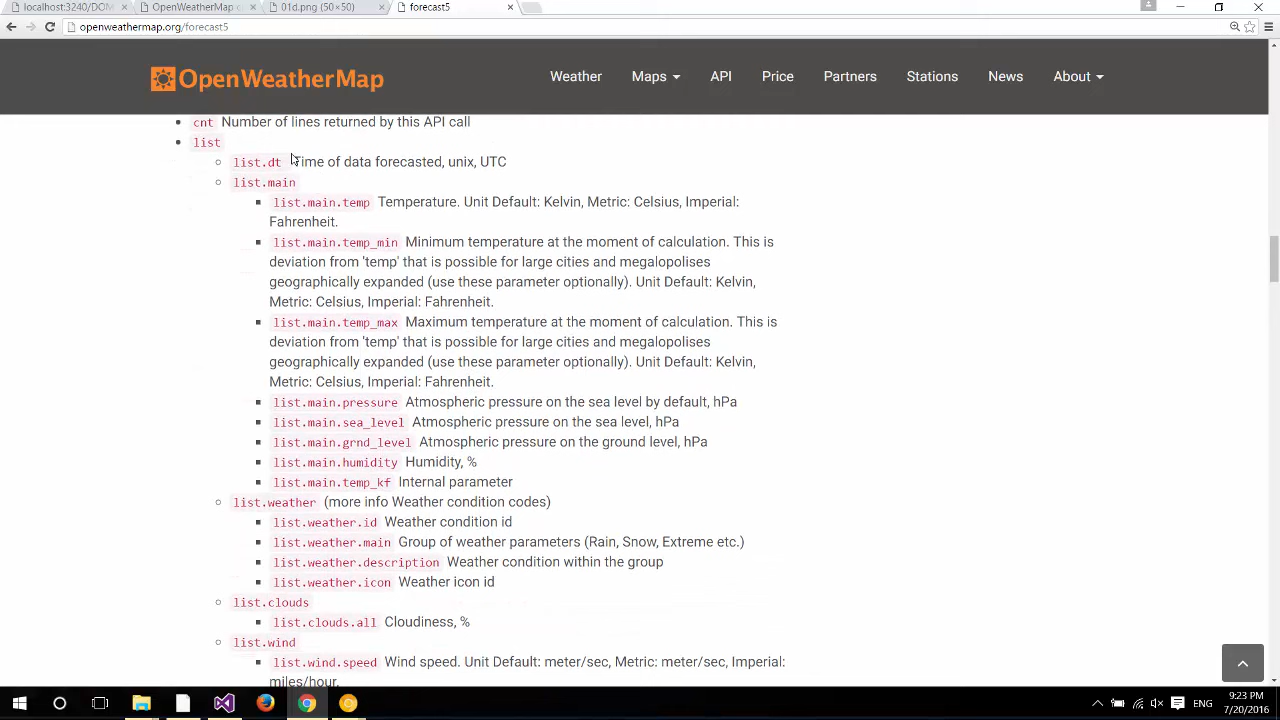 localhost:3240/DOM
OpenWeatherMap
01d.png (50×50)
forecast5
openweathermap.org/forecast5
OpenWeatherMap
Weather
Maps
API
Price
Partners
Stations
News
About
cnt Number of lines returned by this API call
list
list.dt Time of data forecasted, unix, UTC
list.main
list.main.temp Temperature. Unit Default: Kelvin, Metric: Celsius, Imperial:
Fahrenheit.
list.main.temp_min Minimum temperature at the moment of calculation. This is
deviation from 'temp' that is possible for large cities and megalopolises
geographically expanded (use these parameter optionally). Unit Default: Kelvin,
Metric: Celsius, Imperial: Fahrenheit.
list.main.temp_max Maximum temperature at the moment of calculation. This is
deviation from 'temp' that is possible for large cities and megalopolises
geographically expanded (use these parameter optionally). Unit Default: Kelvin,
Metric: Celsius, Imperial: Fahrenheit.
list.main.pressure Atmospheric pressure on the sea level by default, hPa
list.main.sea_level Atmospheric pressure on the sea level, hPa
list.main.grnd_level Atmospheric pressure on the ground level, hPa
list.main.humidity Humidity, %
list.main.temp_kf Internal parameter
list.weather (more info Weather condition codes)
list.weather.id Weather condition id
list.weather.main Group of weather parameters (Rain, Snow, Extreme etc.)
list.weather.description Weather condition within the group
list.weather.icon Weather icon id
list.clouds
list.clouds.all Cloudiness, %
list.wind
list.wind.speed Wind speed. Unit Default: meter/sec, Metric: meter/sec, Imperial:
miles/hour.
ENG
9:23 PM
7/20/2016